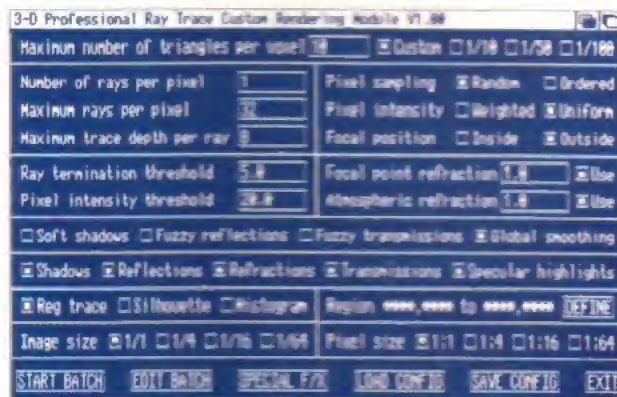 3-D Professional Ray Trace Custom Rendering Module V1.00
Maximum number of triangles per voxel 10 Custom 1/10 1/50 1/100
Number of rays per pixel 1 Pixel sampling Random Ordered
Maximum rays per pixel 32 Pixel intensity Weighted Uniform
Maximum trace depth per ray 8 Focal position Inside Outside
Ray termination threshold 5.0 Focal point refraction 1.0 Use
Pixel intensity threshold 20.0 Atmospheric refraction 1.0 Use
Soft shadows Fuzzy reflections Fuzzy transmissions Global smoothing
Shadows Reflections Refractions Transmissions Specular highlights
Reg trace Silhouette Histogram Region ****,**** to ****,**** DEFINE
Image size 1/1 1/4 1/16 1/64 Pixel size 1:1 1:4 1:16 1:64
START BATCH EDIT BATCH SPECIAL F/X LOAD CONFIG SAVE CONFIG EXIT